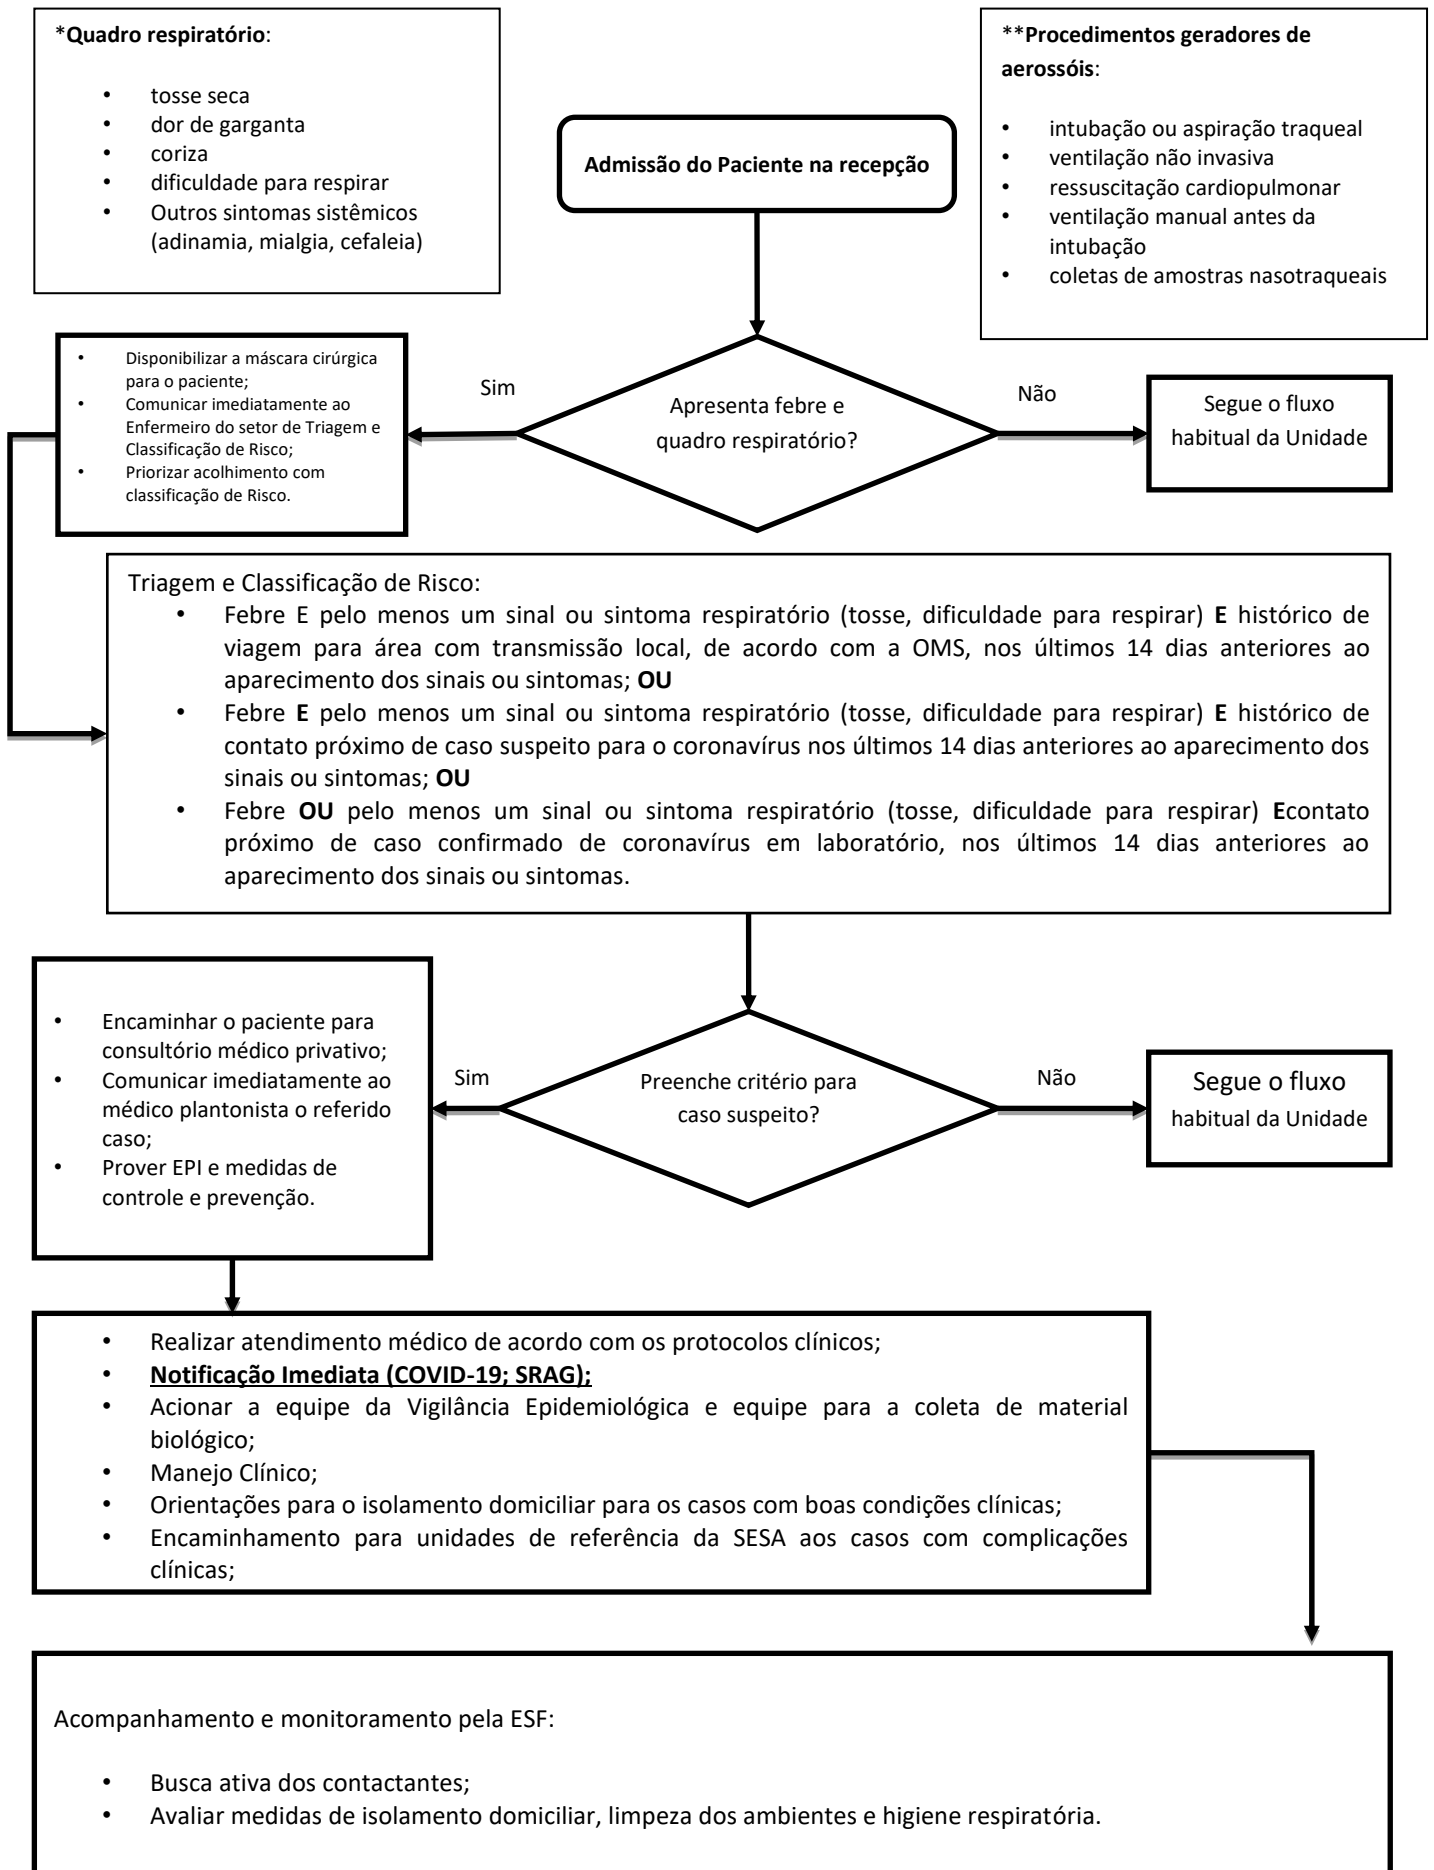 *Quadro respiratório:
• tosse seca
• dor de garganta
• coriza
• dificuldade para respirar
• Outros sintomas sistêmicos
(adinamia, mialgia, cefaleia)
**Procedimentos geradores de
aerossóis:
• intubação ou aspiração traqueal
• ventilação não invasiva
• ressuscitação cardiopulmonar
• ventilação manual antes da
intubação
• coletas de amostras nasotraqueais
Admissão do Paciente na recepção
Apresenta febre e
quadro respiratório?
Sim
Não
• Disponibilizar a máscara cirúrgica
para o paciente;
• Comunicar imediatamente ao
Enfermeiro do setor de Triagem e
Classificação de Risco;
• Priorizar acolhimento com
classificação de Risco.
Segue o fluxo
habitual da Unidade
Triagem e Classificação de Risco:
• Febre E pelo menos um sinal ou sintoma respiratório (tosse, dificuldade para respirar) E histórico de
viagem para área com transmissão local, de acordo com a OMS, nos últimos 14 dias anteriores ao
aparecimento dos sinais ou sintomas; OU
• Febre E pelo menos um sinal ou sintoma respiratório (tosse, dificuldade para respirar) E histórico de
contato próximo de caso suspeito para o coronavírus nos últimos 14 dias anteriores ao aparecimento dos
sinais ou sintomas; OU
• Febre OU pelo menos um sinal ou sintoma respiratório (tosse, dificuldade para respirar) Econtato
próximo de caso confirmado de coronavírus em laboratório, nos últimos 14 dias anteriores ao
aparecimento dos sinais ou sintomas.
Preenche critério para
caso suspeito?
Sim
Não
• Encaminhar o paciente para
consultório médico privativo;
• Comunicar imediatamente ao
médico plantonista o referido
caso;
• Prover EPI e medidas de
controle e prevenção.
Segue o fluxo
habitual da Unidade
• Realizar atendimento médico de acordo com os protocolos clínicos;
• Notificação Imediata (COVID-19; SRAG);
• Acionar a equipe da Vigilância Epidemiológica e equipe para a coleta de material
biológico;
• Manejo Clínico;
• Orientações para o isolamento domiciliar para os casos com boas condições clínicas;
• Encaminhamento para unidades de referência da SESA aos casos com complicações
clínicas;
Acompanhamento e monitoramento pela ESF:
• Busca ativa dos contactantes;
• Avaliar medidas de isolamento domiciliar, limpeza dos ambientes e higiene respiratória.